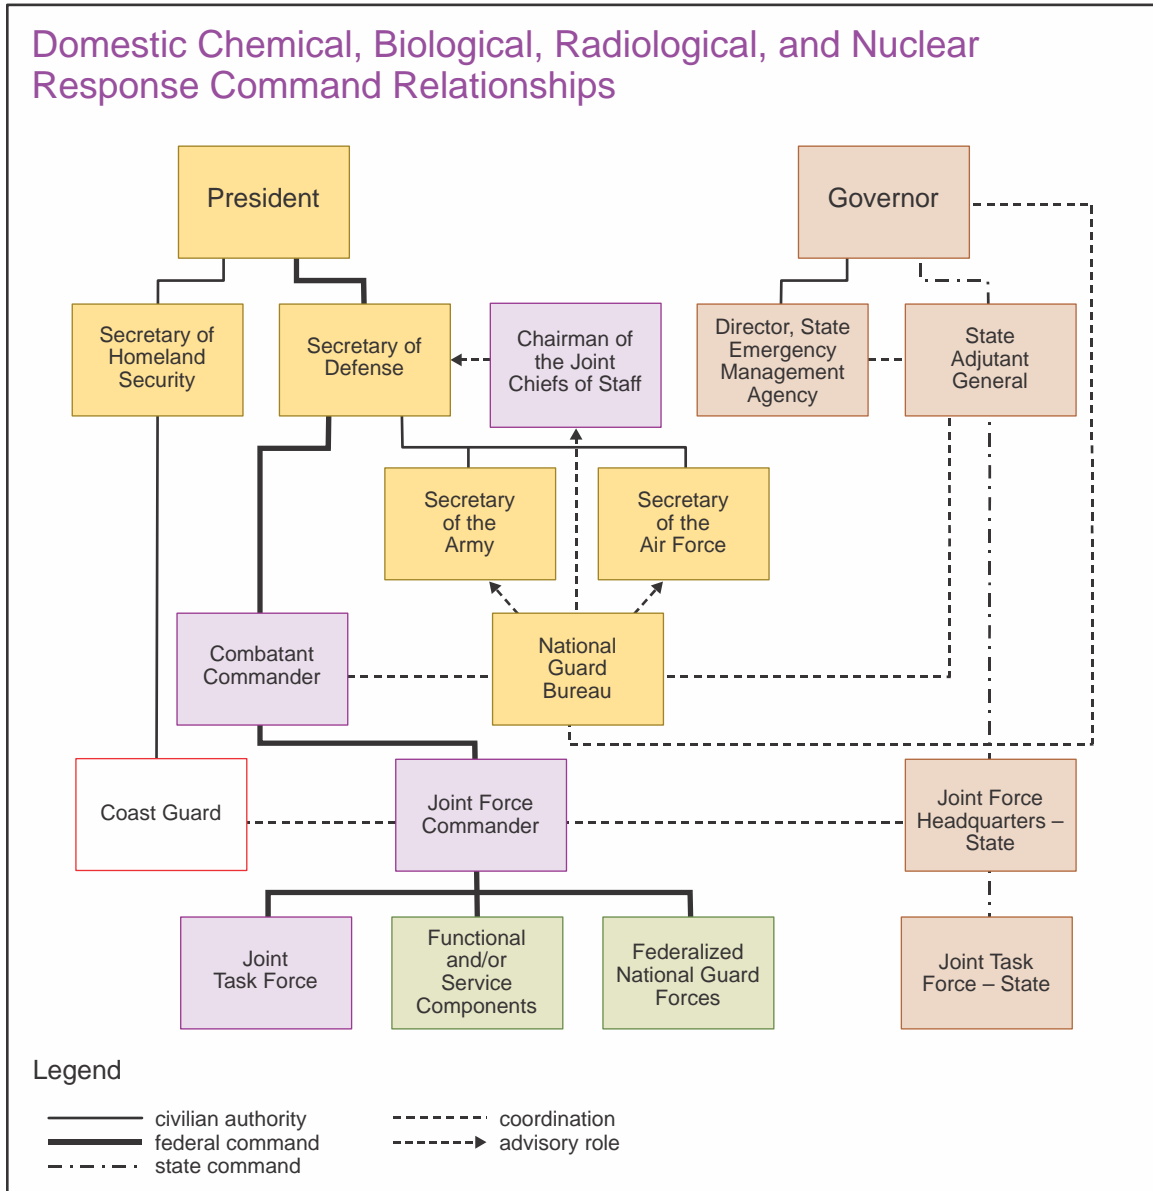 Domestic Chemical, Biological, Radiological, and Nuclear
Response Command Relationships
President
Governor
Secretary of
Homeland
Security
Secretary of
Defense
Chairman of
the Joint
Chiefs of Staff
Director, State
Emergency
Management
Agency
State
Adjutant
General
Secretary
of the
Army
Secretary
of the
Air Force
Combatant
Commander
National
Guard
Bureau
Coast Guard
Joint Force
Commander
Joint Force
Headquarters –
State
Joint
Task Force
Functional
and/or
Service
Components
Federalized
National Guard
Forces
Joint Task
Force – State
Legend
civilian authority
federal command
state command
coordination
advisory role